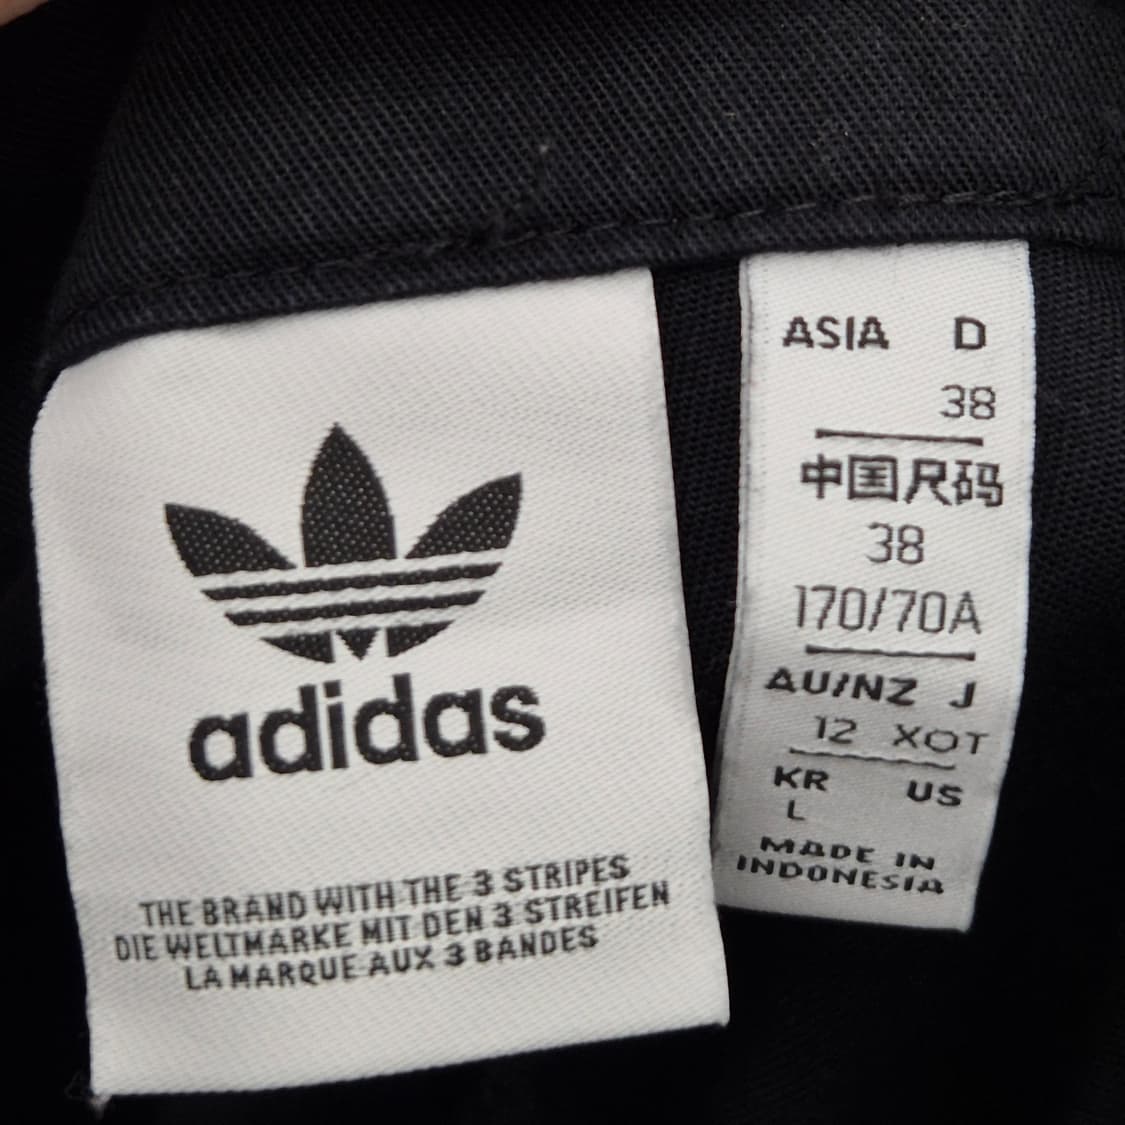 adidas
THE BRAND WITH THE 3 STRIPES
DIE WELTMARKE MIT DEN 3 STREIFEN
LA MARQUE AUX 3 BANDES
ASIA D
38
中国尺码
38
170/70A
AU/NZ J
12 XOT
KR US
L
MADE IN
INDONESIA